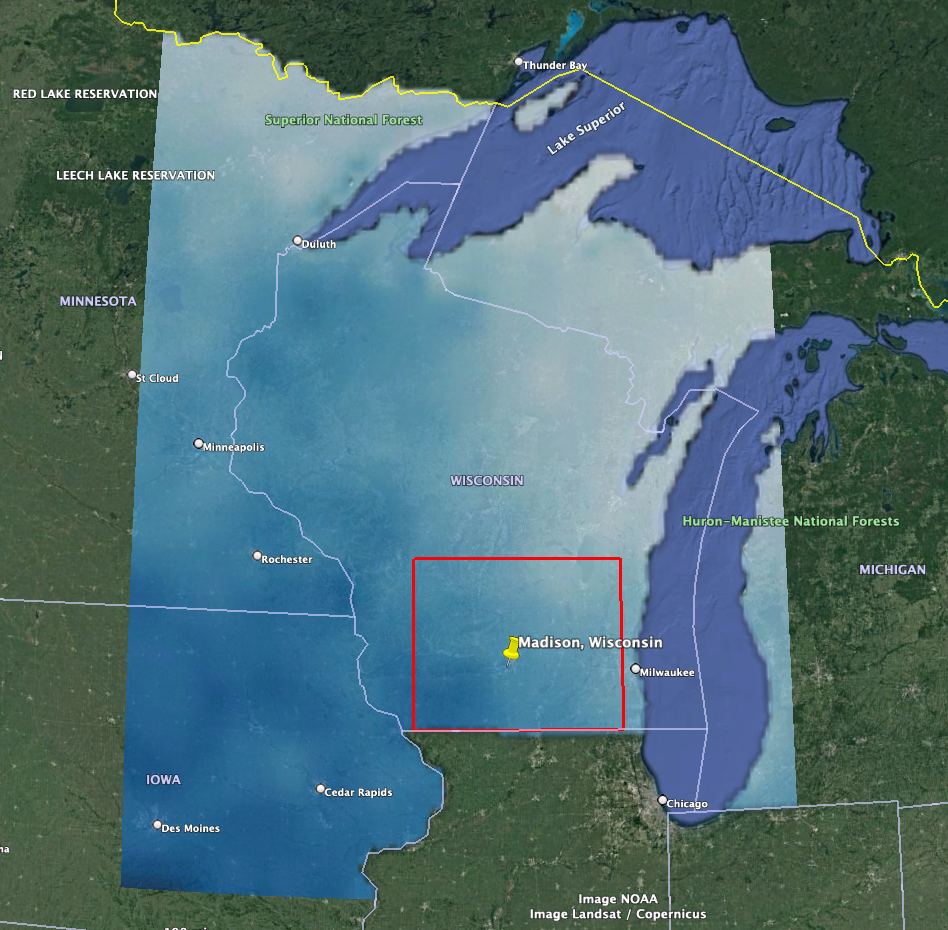 Thunder Bay
RED LAKE RESERVATION
Superior National Forest
Lake Superior
LEECH LAKE RESERVATION
Duluth
MINNESOTA
St Cloud
Minneapolis
WISCONSIN
Huron-Manistee National Forests
Rochester
MICHIGAN
Madison, Wisconsin
Milwaukee
IOWA
Cedar Rapids
Chicago
Des Moines
Image NOAA
Image Landsat / Copernicus